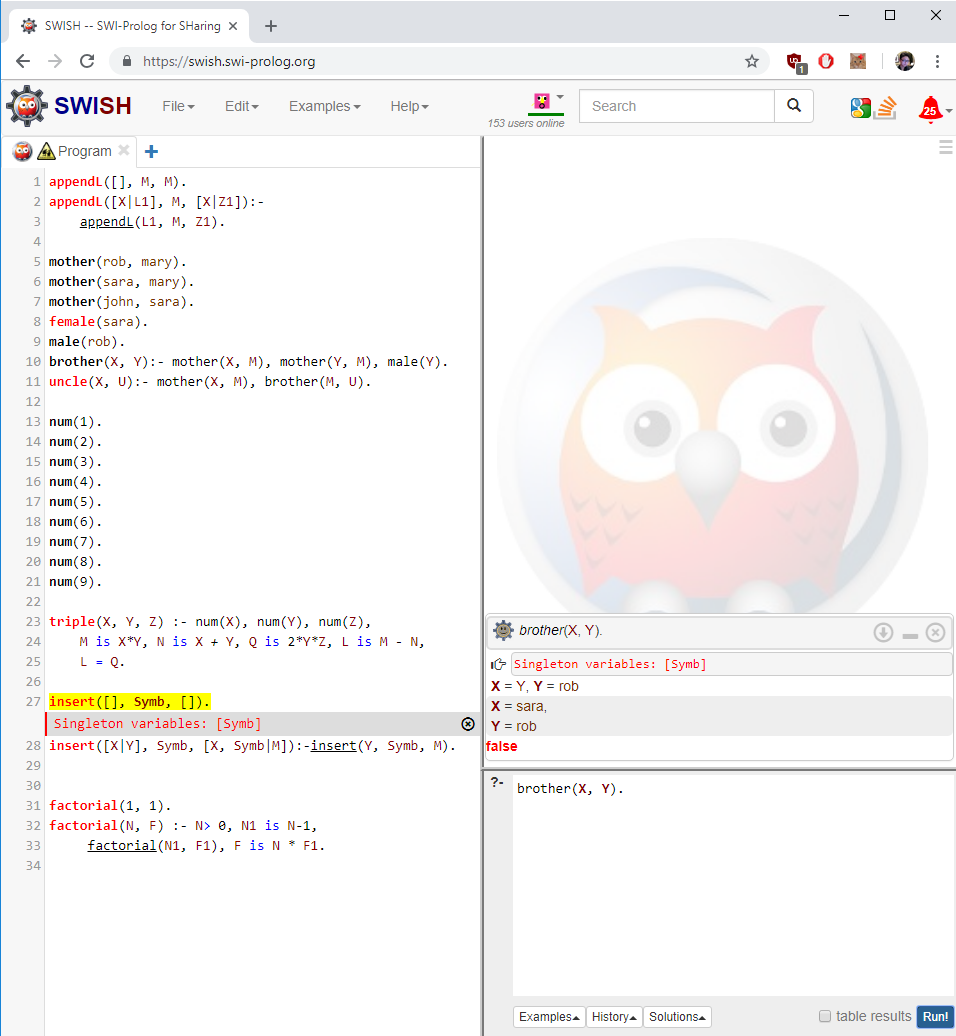 SWISH -- SWI-Prolog for SHaring
https://swish.swi-prolog.org
1
SWISH File Edit Examples Help
153 users online
Search
25
Program
1 appendL([], M, M).
2 appendL([X|L1], M, [X|Z1]):-
3 appendL(L1, M, Z1).
4
5 mother(rob, mary).
6 mother(sara, mary).
7 mother(john, sara).
8 female(sara).
9 male(rob).
10 brother(X, Y):- mother(X, M), mother(Y, M), male(Y).
11 uncle(X, U):- mother(X, M), brother(M, U).
12
13 num(1).
14 num(2).
15 num(3).
16 num(4).
17 num(5).
18 num(6).
19 num(7).
20 num(8).
21 num(9).
22
23 triple(X, Y, Z) :- num(X), num(Y), num(Z),
24 M is X*Y, N is X + Y, Q is 2*Y*Z, L is M - N,
25 L = Q.
26
27 insert([], Symb, []).
Singleton variables: [Symb]
28 insert([X|Y], Symb, [X, Symb|M]):-insert(Y, Symb, M).
29
30
31 factorial(1, 1).
32 factorial(N, F) :- N> 0, N1 is N-1,
33 factorial(N1, F1), F is N * F1.
34
brother(X, Y).
Singleton variables: [Symb]
X = Y, Y = rob
X = sara,
Y = rob
false
?- brother(X, Y).
Examples History Solutions
table results Run!